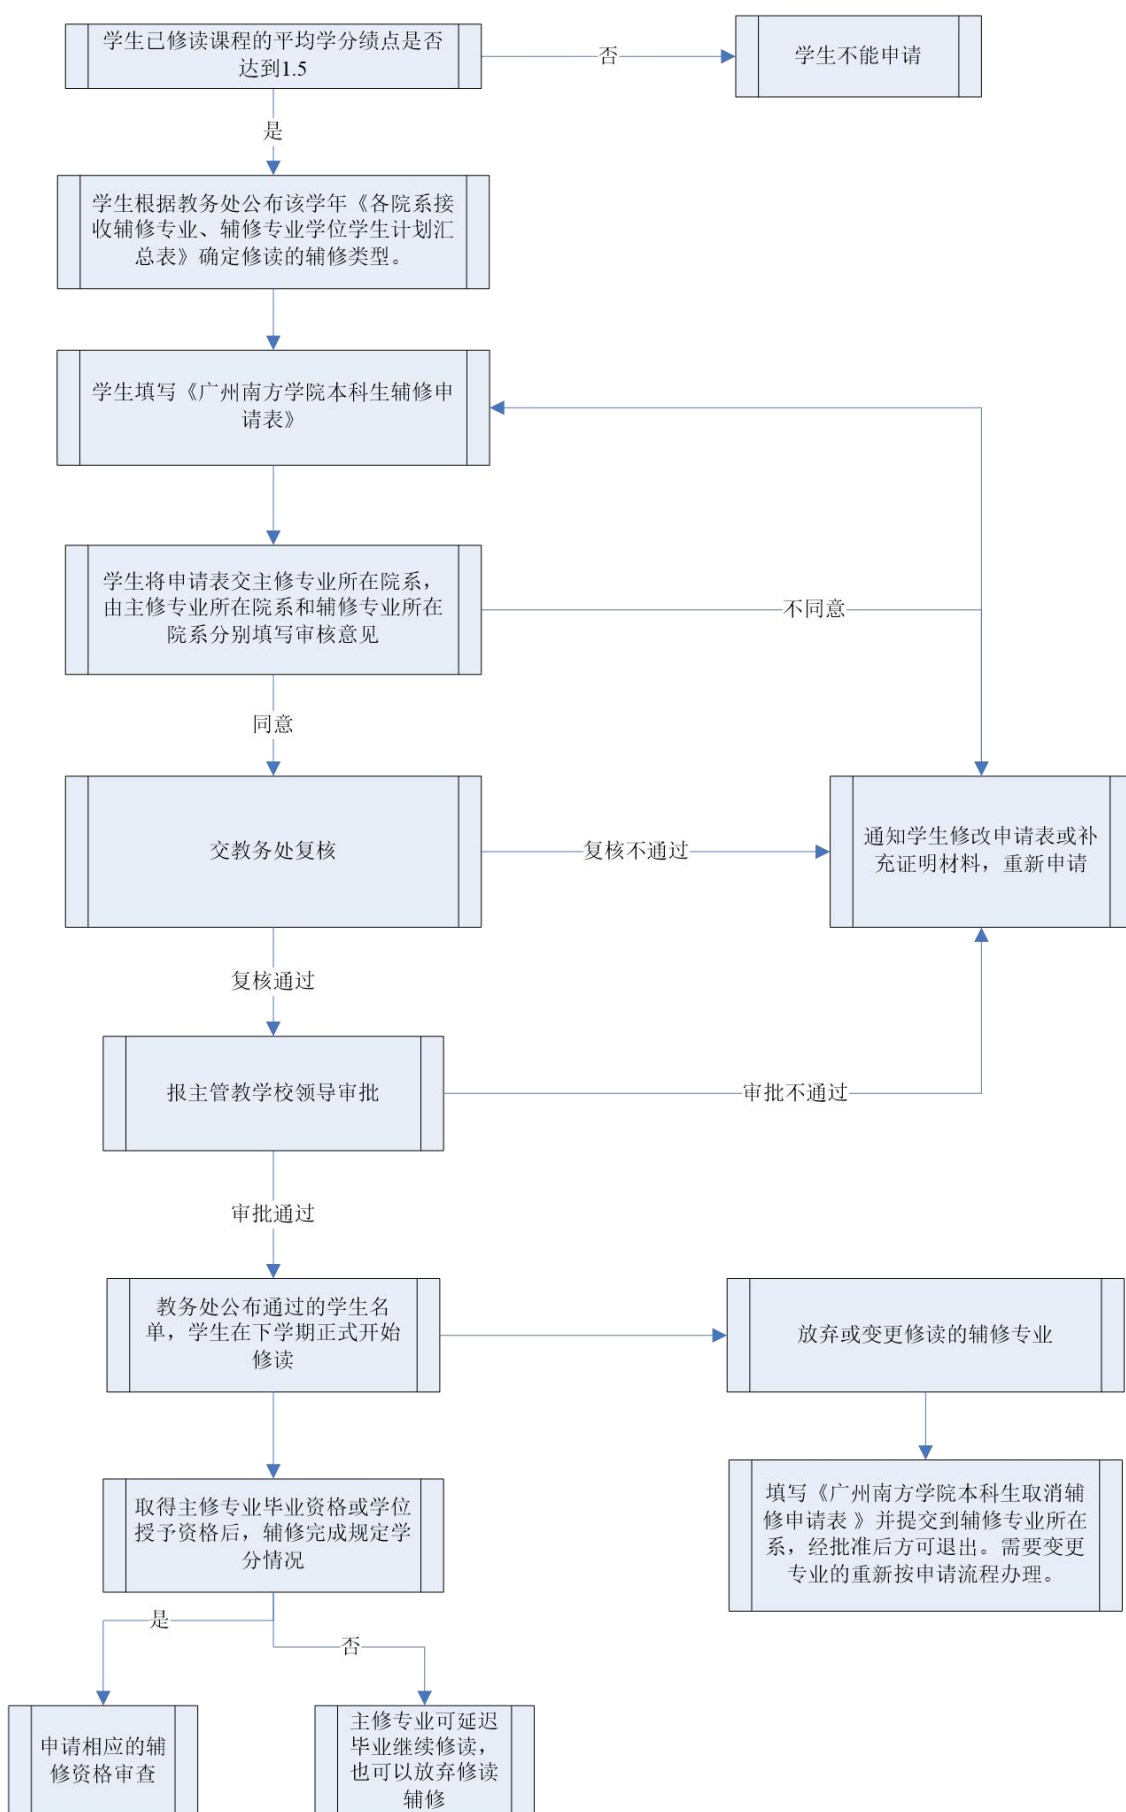 学生已修读课程的平均学分绩点是否
达到1.5
否
学生不能申请
是
学生根据教务处公布该学年《各院系接
收辅修专业、辅修专业学位学生计划汇
总表》确定修读的辅修类型。
学生填写《广州南方学院本科生辅修申
请表》
学生将申请表交主修专业所在院系，
由主修专业所在院系和辅修专业所在
院系分别填写审核意见
不同意
同意
交教务处复核
复核不通过
通知学生修改申请表或补
充证明材料，重新申请
复核通过
报主管教学校领导审批
审批不通过
审批通过
教务处公布通过的学生名
单，学生在下学期正式开始
修读
放弃或变更修读的辅修专业
取得主修专业毕业资格或学位
授予资格后，辅修完成规定学
分情况
填写《广州南方学院本科生取消辅
修申请表 》并提交到辅修专业所在
系，经批准后方可退出。需要变更
专业的重新按申请流程办理。
是
否
申请相应的辅
修资格审查
主修专业可延迟
毕业继续修读，
也可以放弃修读
辅修